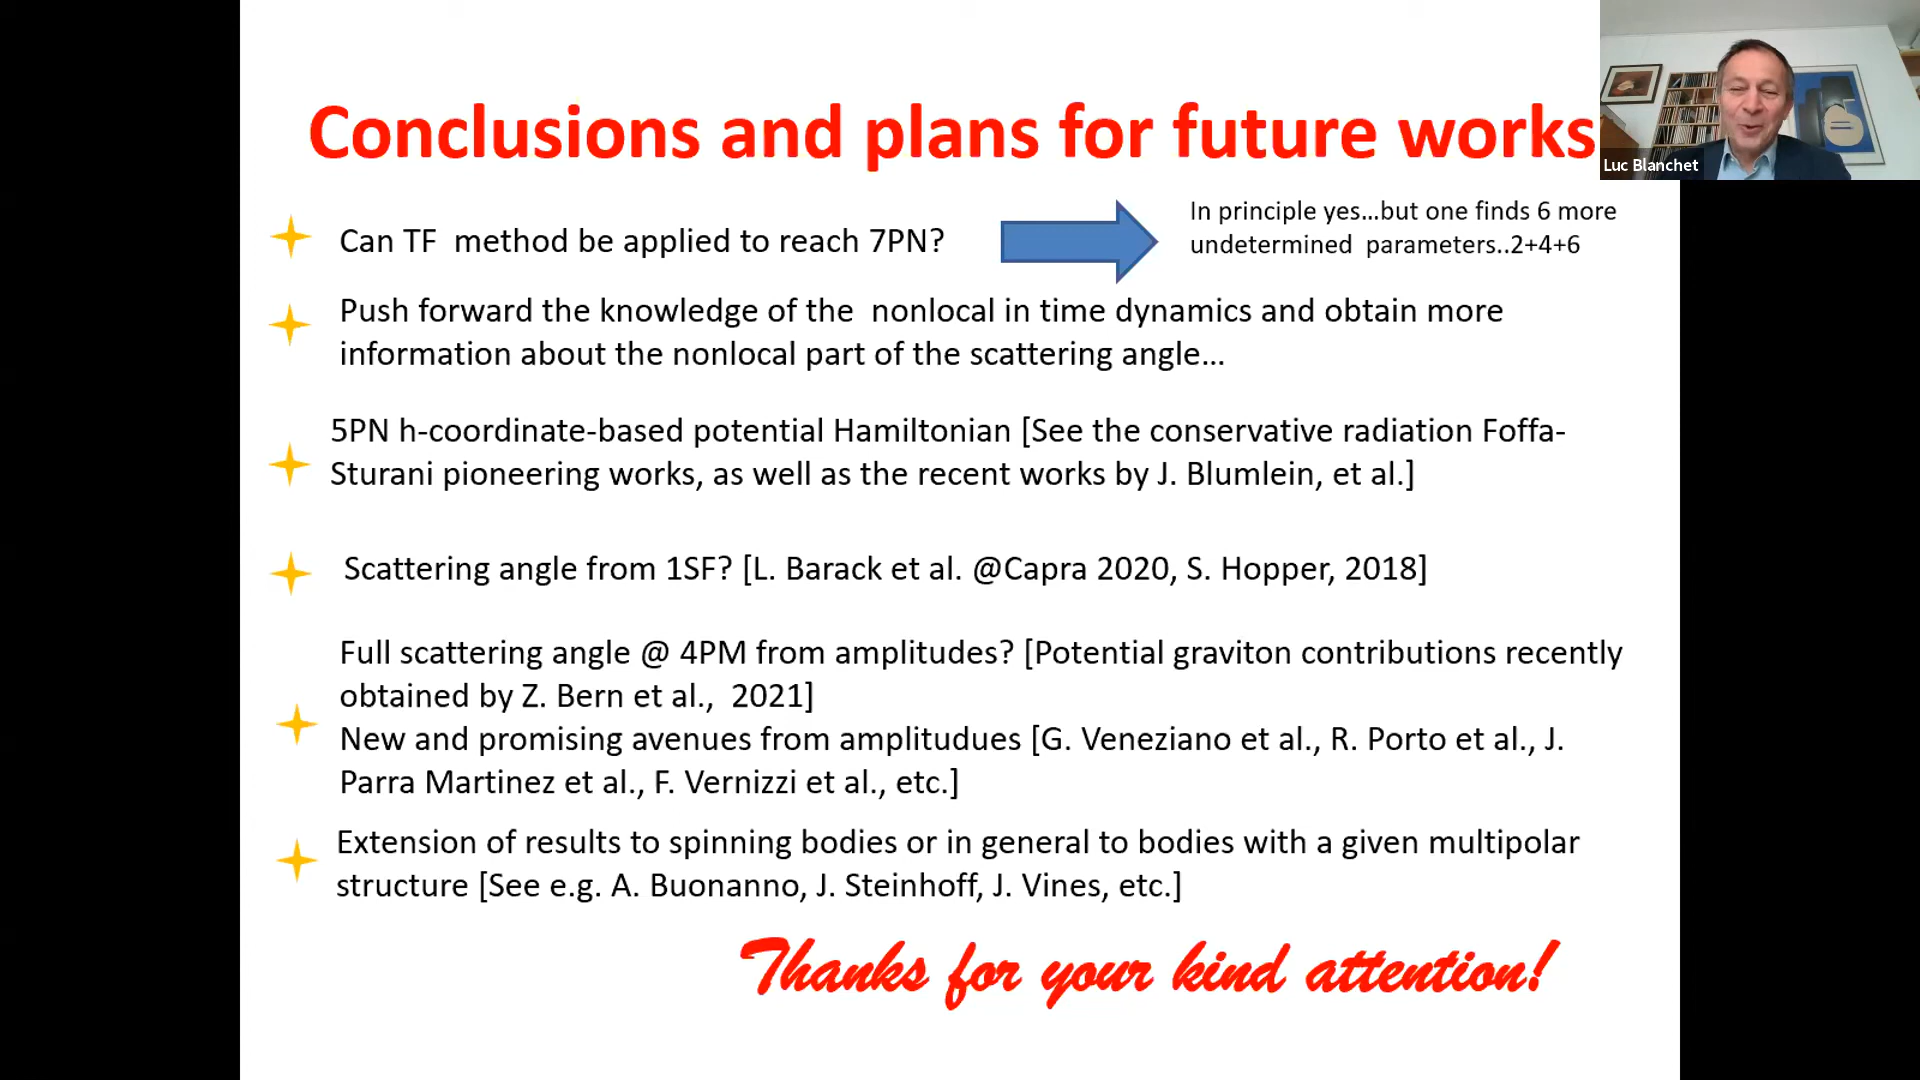 Conclusions and plans for future works
Luc Blanchet
Can TF method be applied to reach 7PN?
In principle yes...but one finds 6 more
undetermined parameters..2+4+6
Push forward the knowledge of the nonlocal in time dynamics and obtain more
information about the nonlocal part of the scattering angle...
5PN h-coordinate-based potential Hamiltonian [See the conservative radiation Foffa-
Sturani pioneering works, as well as the recent works by J. Blumlein, et al.]
Scattering angle from 1SF? [L. Barack et al. @Capra 2020, S. Hopper, 2018]
Full scattering angle @ 4PM from amplitudes? [Potential graviton contributions recently
obtained by Z. Bern et al., 2021]
New and promising avenues from amplitudues [G. Veneziano et al., R. Porto et al., J.
Parra Martinez et al., F. Vernizzi et al., etc.]
Extension of results to spinning bodies or in general to bodies with a given multipolar
structure [See e.g. A. Buonanno, J. Steinhoff, J. Vines, etc.]
Thanks for your kind attention!